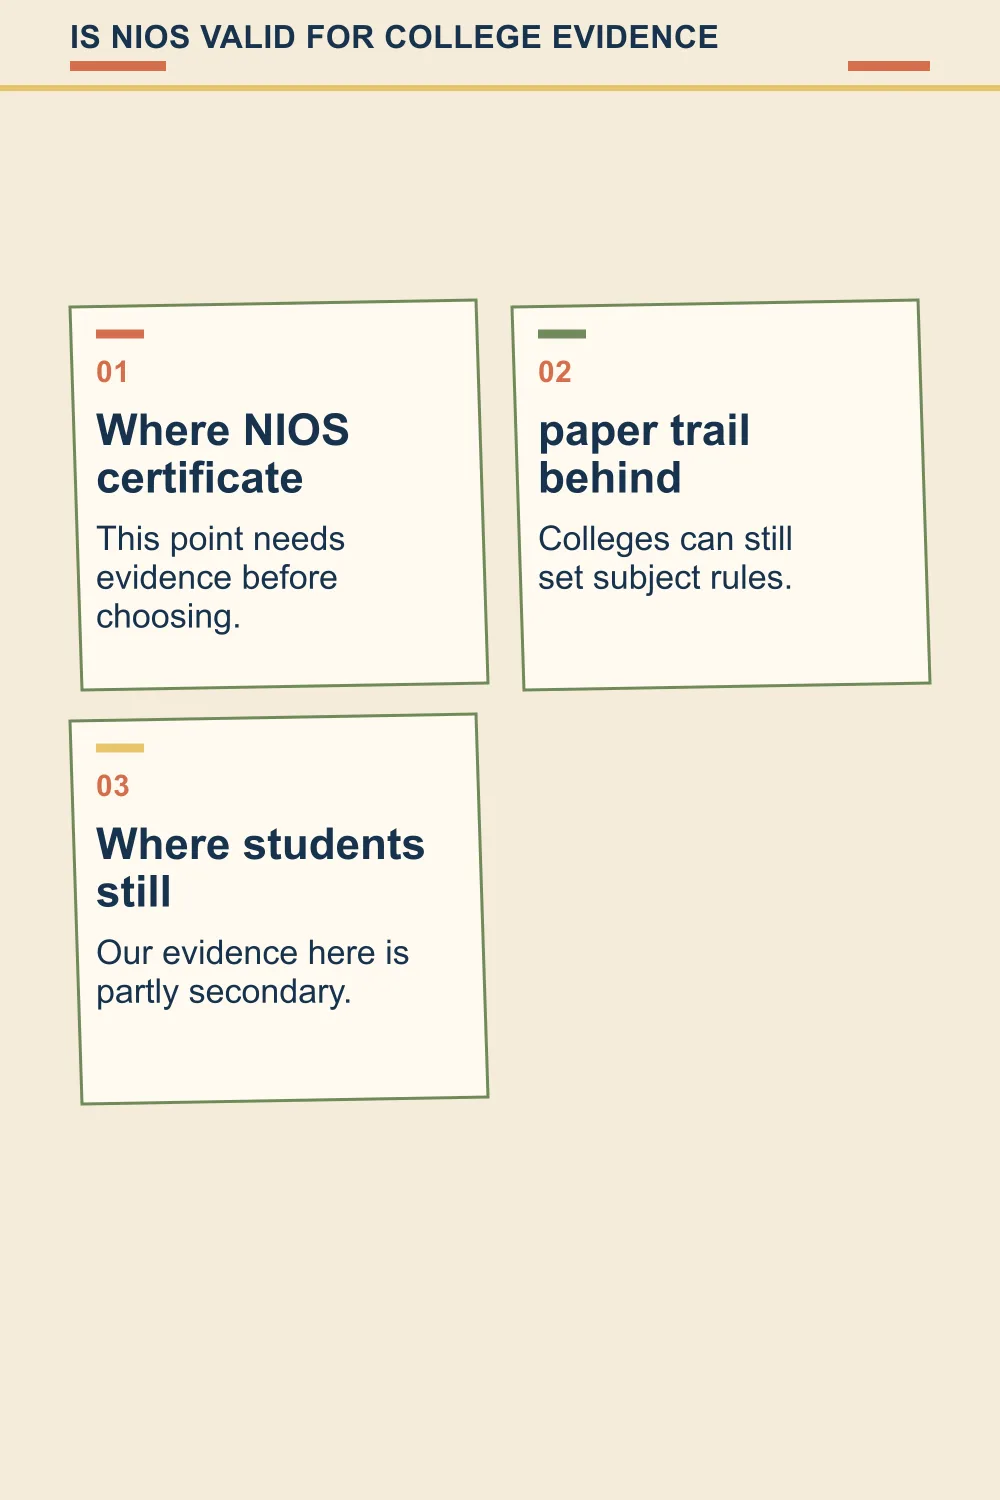 IS NIOS VALID FOR COLLEGE EVIDENCE
01
Where NIOS
certificate
This point needs
evidence before
choosing.
02
paper trail
behind
Colleges can still
set subject rules.
03
Where students
still
Our evidence here is
partly secondary.